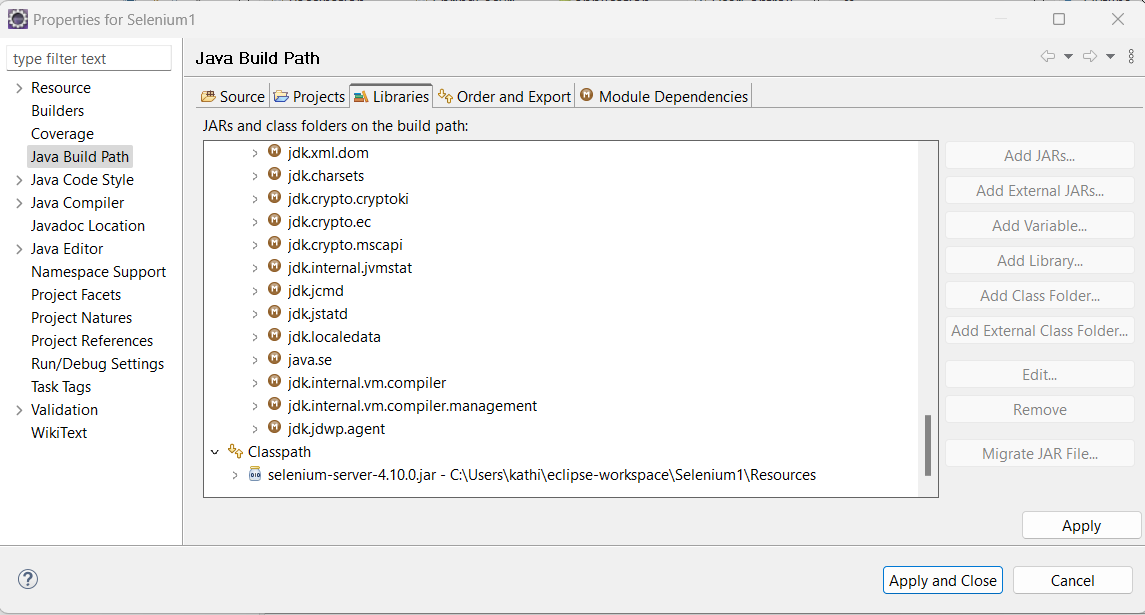 Properties for Selenium1
type filter text
Resource
Builders
Coverage
Java Build Path
Java Code Style
Java Compiler
Javadoc Location
Java Editor
Namespace Support
Project Facets
Project Natures
Project References
Run/Debug Settings
Task Tags
Validation
WikiText
Java Build Path
Source Projects Libraries Order and Export Module Dependencies
JARs and class folders on the build path:
jdk.xml.dom
jdk.charsets
jdk.crypto.cryptoki
jdk.crypto.ec
jdk.crypto.mscapi
jdk.internal.jvmstat
jdk.jcmd
jdk.jstatd
jdk.localedata
java.se
jdk.internal.vm.compiler
jdk.internal.vm.compiler.management
jdk.jdwp.agent
Classpath
selenium-server-4.10.0.jar - C:\Users\kathi\eclipse-workspace\Selenium1\Resources
Add JARs...
Add External JARs...
Add Variable...
Add Library...
Add Class Folder...
Add External Class Folder...
Edit...
Remove
Migrate JAR File...
Apply
Apply and Close Cancel